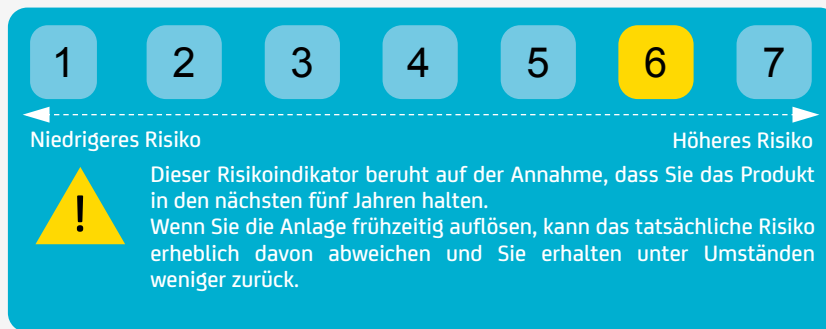 1 2 3 4 5 6 7
Niedrigeres Risiko Höheres Risiko
! Dieser Risikoindikator beruht auf der Annahme, dass Sie das Produkt
in den nächsten fünf Jahren halten.
Wenn Sie die Anlage frühzeitig auflösen, kann das tatsächliche Risiko
erheblich davon abweichen und Sie erhalten unter Umständen
weniger zurück.